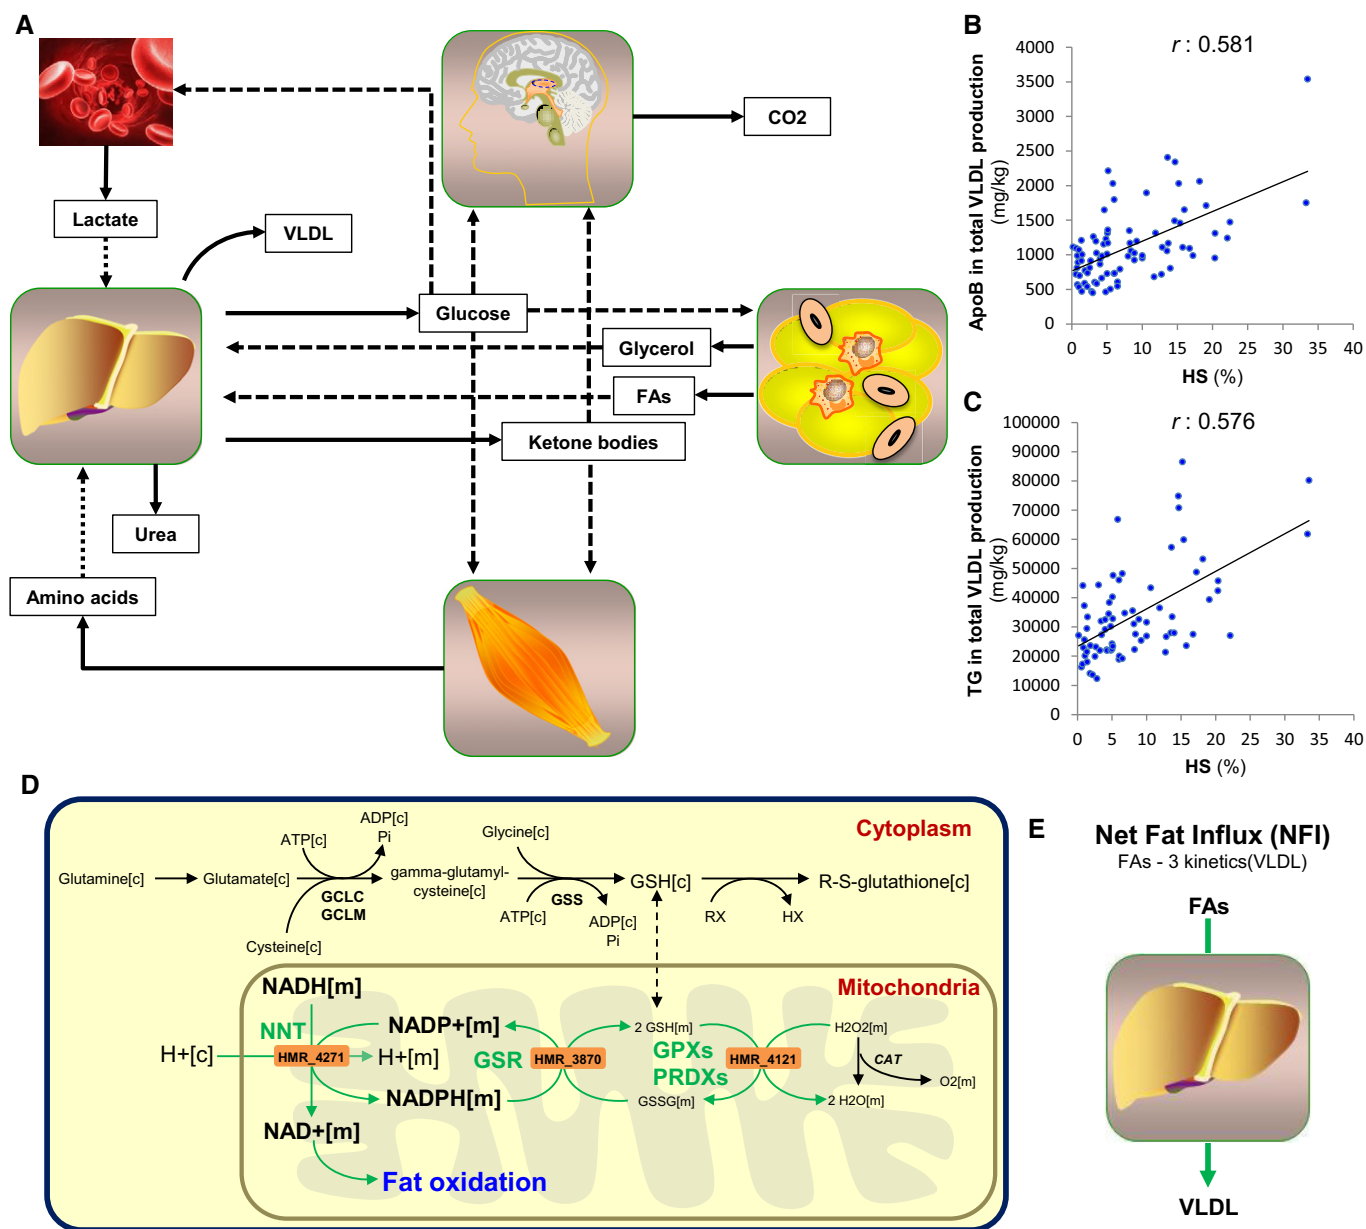 A
Lactate
VLDL
CO2
Glucose
Glycerol
FAs
Ketone bodies
Urea
Amino acids
B
r : 0.581
ApoB in total VLDL production
(mg/kg)
4000
3500
3000
2500
2000
1500
1000
500
0
0 5 10 15 20 25 30 35 40
HS (%)
C
r : 0.576
TG in total VLDL production
(mg/kg)
100000
90000
80000
70000
60000
50000
40000
30000
20000
10000
0
0 5 10 15 20 25 30 35 40
HS (%)
D
Cytoplasm
ATP[c]
ADP[c]
Pi
Glycine[c]
Glutamine[c]
Glutamate[c]
GCLC
GCLM
Cysteine[c]
gamma-glutamyl-
cysteine[c]
GSS
ATP[c]
ADP[c]
Pi
GSH[c]
RX
HX
R-S-glutathione[c]
Mitochondria
NADH[m]
NNT
NADP+[m]
H+[c]
HMR_4271
H+[m]
GSR
HMR_3870
NADPH[m]
NAD+[m]
Fat oxidation
2 GSH[m]
GPXs
PRDXs
GSSG[m]
HMR_4121
H2O2[m]
CAT
O2[m]
2 H2O[m]
E
Net Fat Influx (NFI)
FAs - 3 kinetics(VLDL)
FAs
VLDL